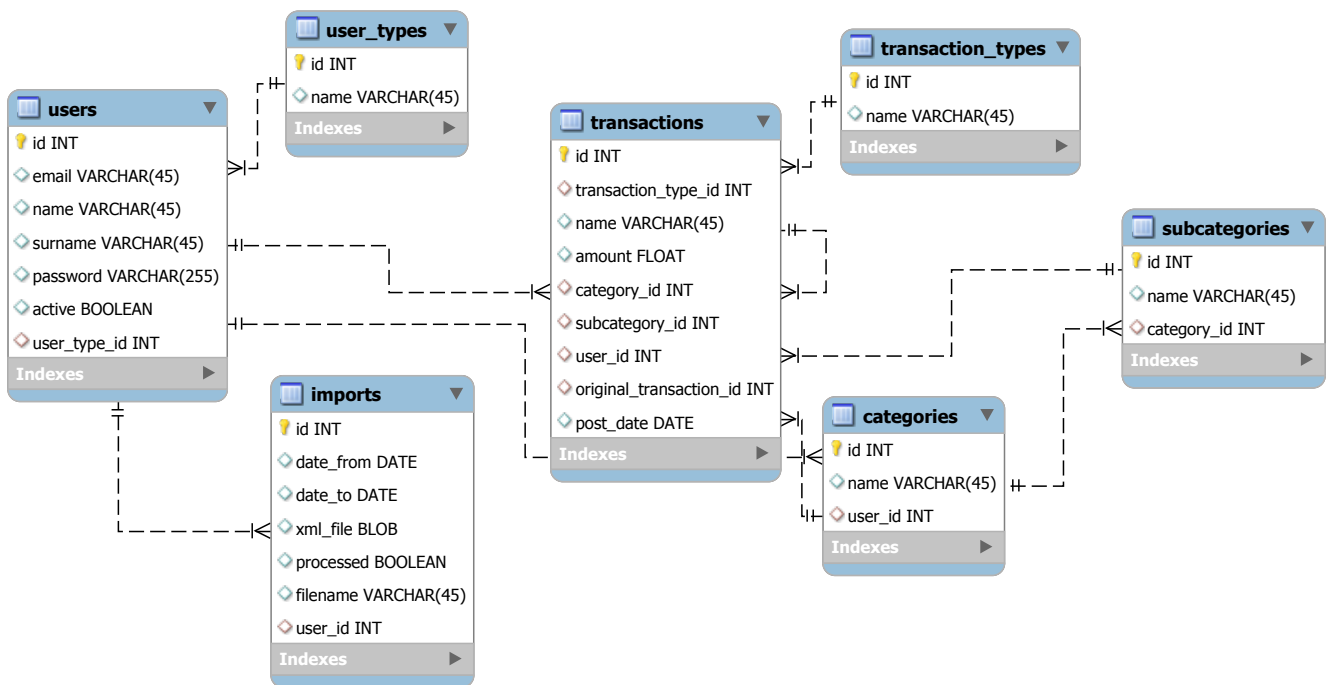 user_types
id INT
name VARCHAR(45)
Indexes
transaction_types
id INT
name VARCHAR(45)
Indexes
users
id INT
email VARCHAR(45)
name VARCHAR(45)
surname VARCHAR(45)
password VARCHAR(255)
active BOOLEAN
user_type_id INT
Indexes
transactions
id INT
transaction_type_id INT
name VARCHAR(45)
amount FLOAT
category_id INT
subcategory_id INT
user_id INT
original_transaction_id INT
post_date DATE
Indexes
subcategories
id INT
name VARCHAR(45)
category_id INT
Indexes
imports
id INT
date_from DATE
date_to DATE
xml_file BLOB
processed BOOLEAN
filename VARCHAR(45)
user_id INT
Indexes
categories
id INT
name VARCHAR(45)
user_id INT
Indexes